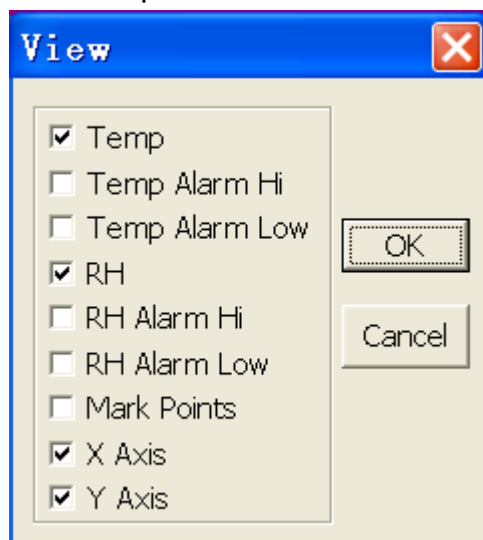 View
Temp
Temp Alarm Hi
Temp Alarm Low
RH
RH Alarm Hi
RH Alarm Low
Mark Points
X Axis
Y Axis
OK
Cancel